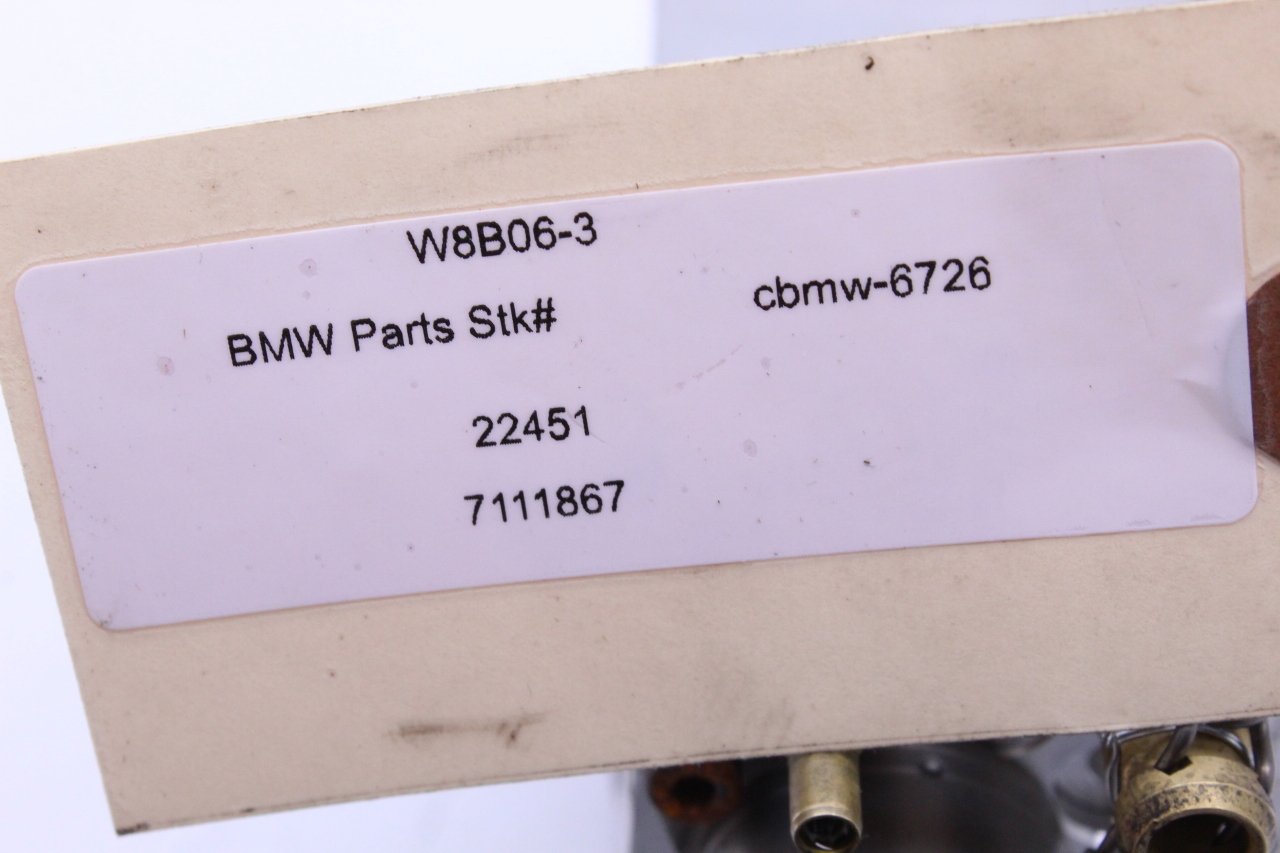 W8B06-3
BMW Parts Stk# cbmw-6726
22451
7111867